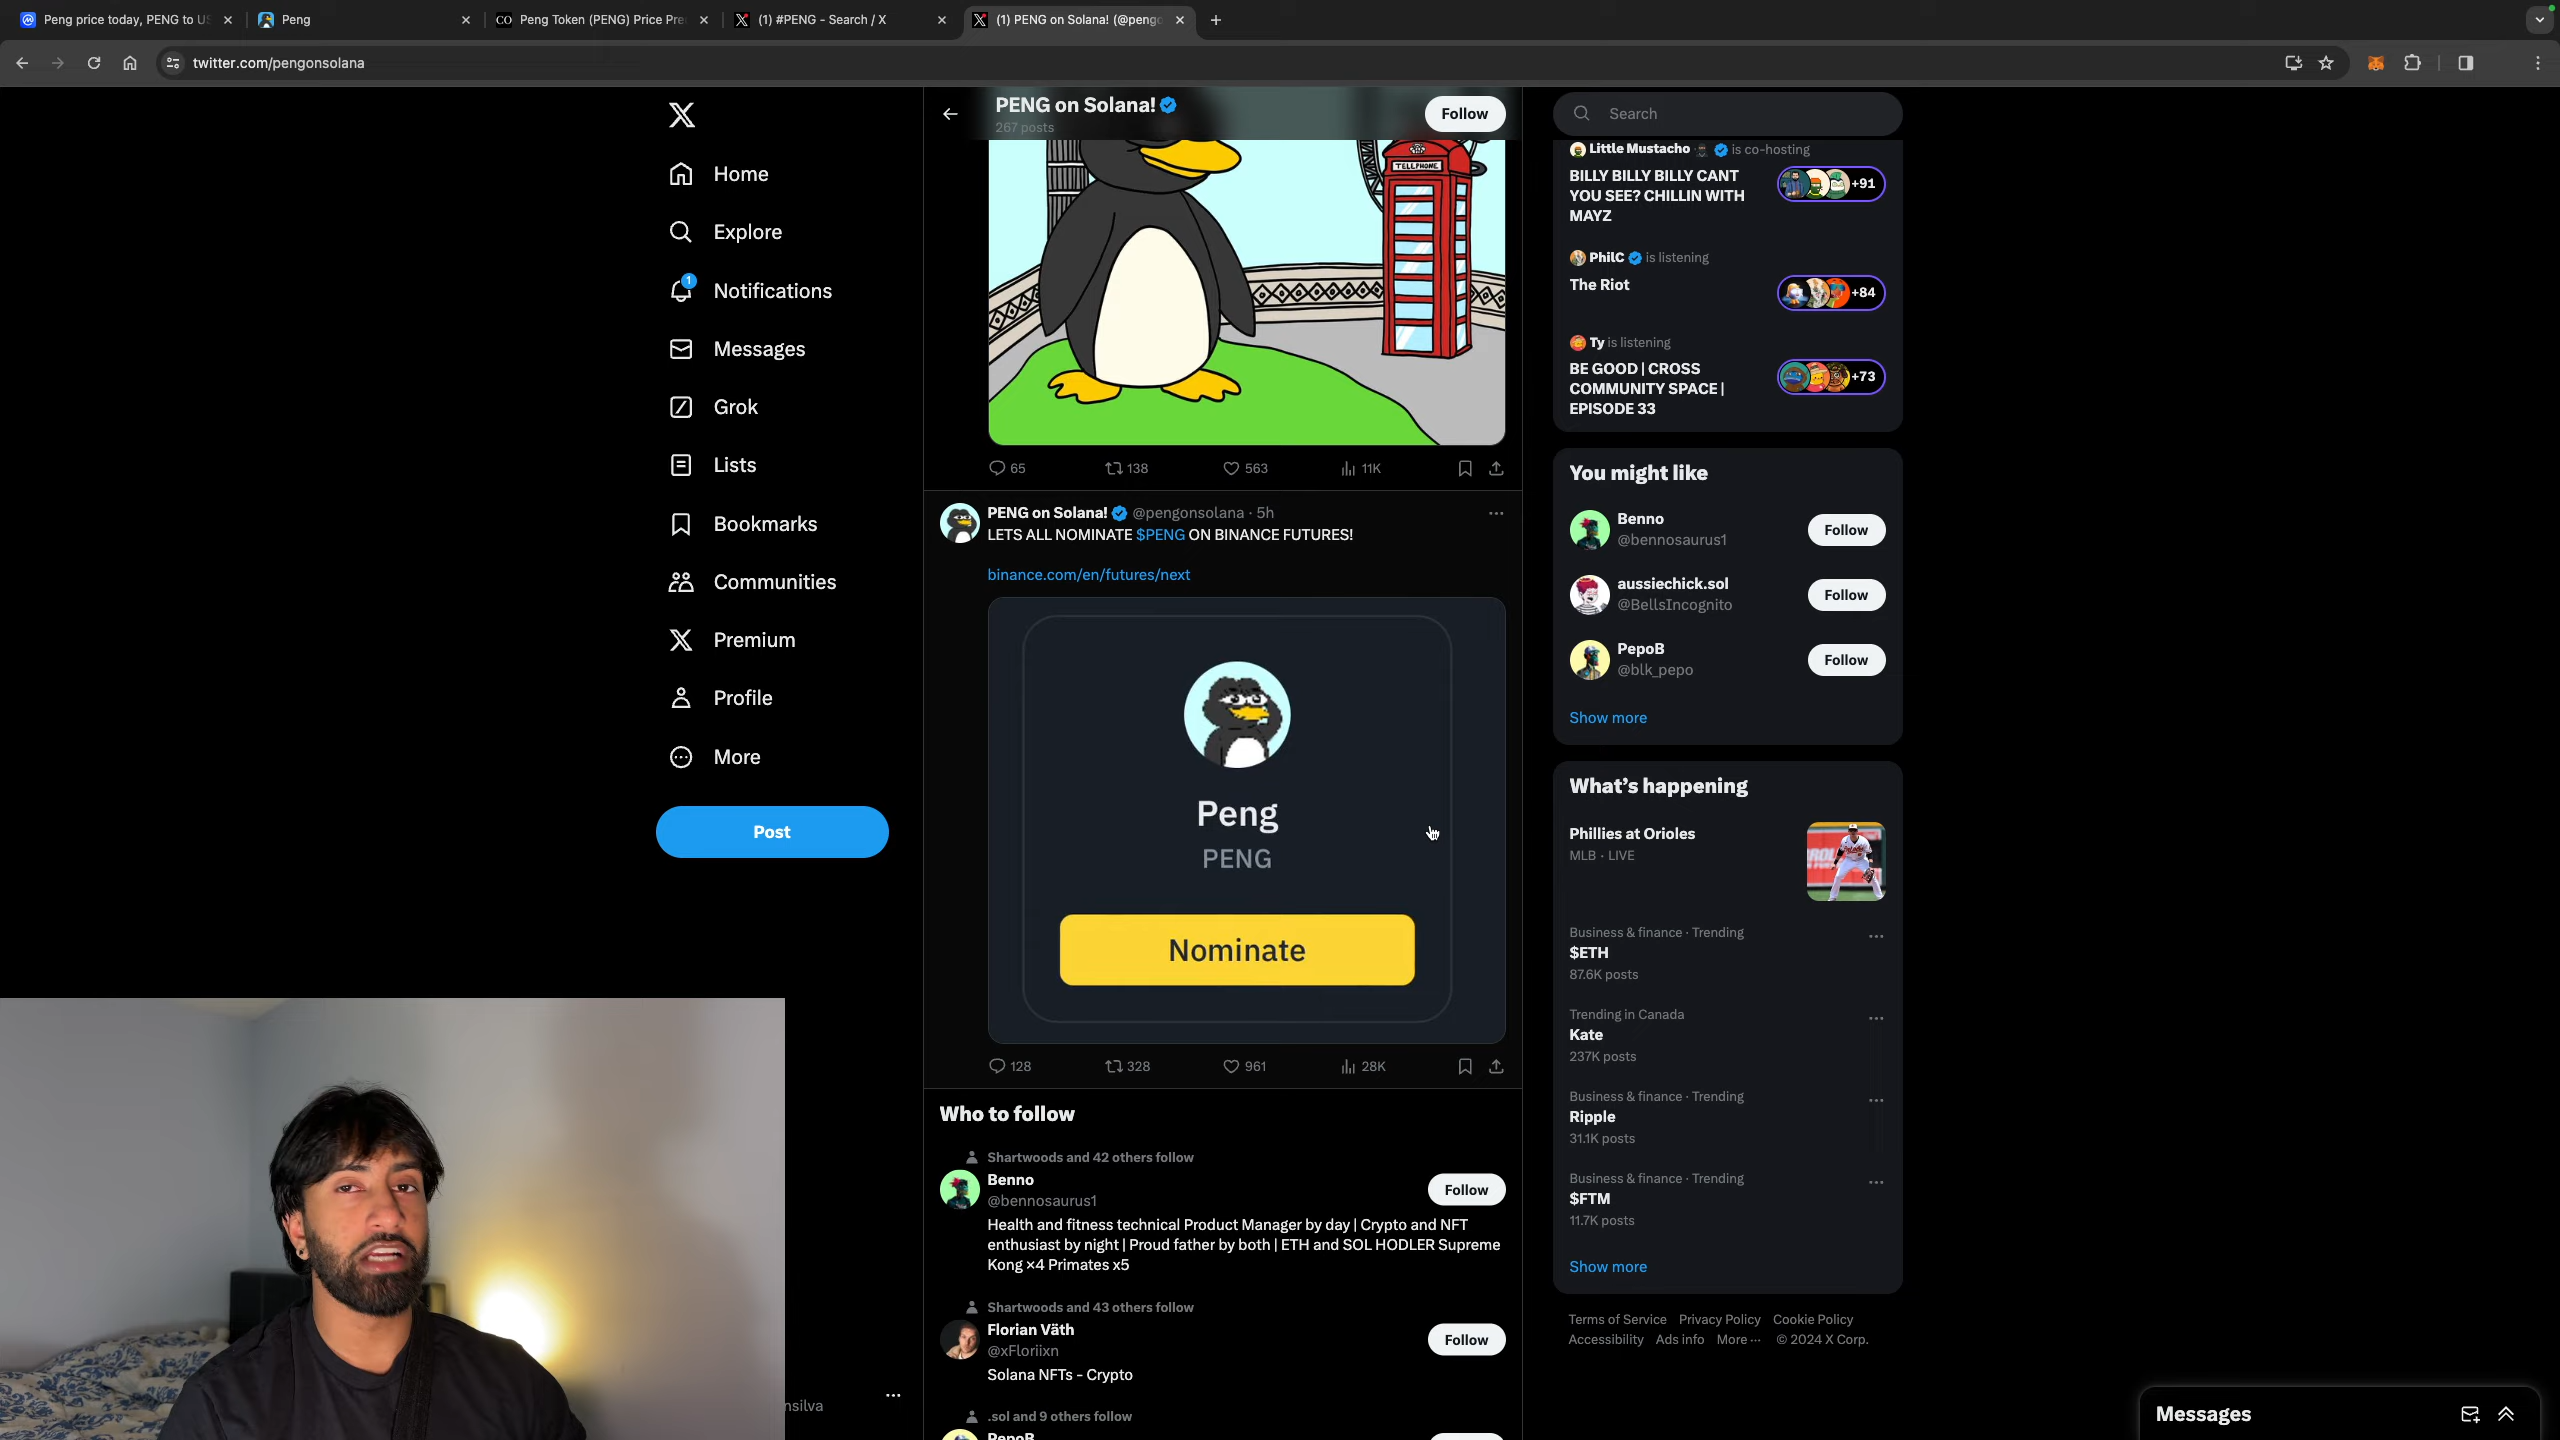 Peng price today, PENG to US
Peng
CO Peng Token (PENG) Price Pre
(1) #PENG - Search / X
(1) PENG on Solana! (@pengo
twitter.com/pengonsolana
Home
Explore
1
Notifications
Messages
Grok
Lists
Bookmarks
Communities
Premium
Profile
More
Post
nsilva
PENG on Solana!
267 posts
Follow
TELEPHONE
65 138 563 11K
PENG on Solana! @pengonsolana · 5h
LETS ALL NOMINATE $PENG ON BINANCE FUTURES!
binance.com/en/futures/next
Peng
PENG
Nominate
128 328 961 28K
Who to follow
Shartwoods and 42 others follow
Benno
@bennosaurus1
Follow
Health and fitness technical Product Manager by day | Crypto and NFT
enthusiast by night | Proud father by both | ETH and SOL HODLER Supreme
Kong ×4 Primates x5
Shartwoods and 43 others follow
Florian Väth
@xFloriixn
Follow
Solana NFTs - Crypto
.sol and 9 others follow
PepoB
Search
Little Mustacho is co-hosting
BILLY BILLY BILLY CANT
YOU SEE? CHILLIN WITH
MAYZ
+91
PhilC is listening
The Riot
+84
Ty is listening
BE GOOD | CROSS
COMMUNITY SPACE |
EPISODE 33
+73
You might like
Benno
@bennosaurus1
Follow
aussiechick.sol
@BellsIncognito
Follow
PepoB
@blk_pepo
Follow
Show more
What's happening
Phillies at Orioles
MLB · LIVE
Business & finance · Trending
$ETH
87.6K posts
Trending in Canada
Kate
237K posts
Business & finance · Trending
Ripple
31.1K posts
Business & finance · Trending
$FTM
11.7K posts
Show more
Terms of Service Privacy Policy Cookie Policy
Accessibility Ads info More ··· © 2024 X Corp.
Messages